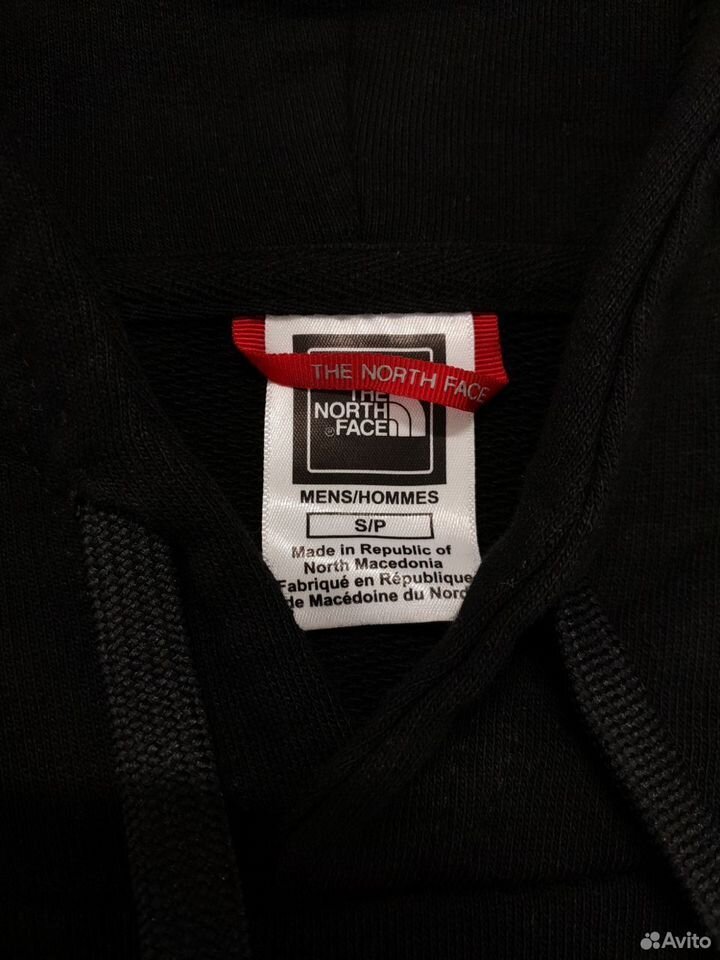 THE NORTH FACE
THE
NORTH
FACE
MENS/HOMMES
S/P
Made in Republic of
North Macedonia
Fabriqué en République
de Macédoine du Nord
Avito